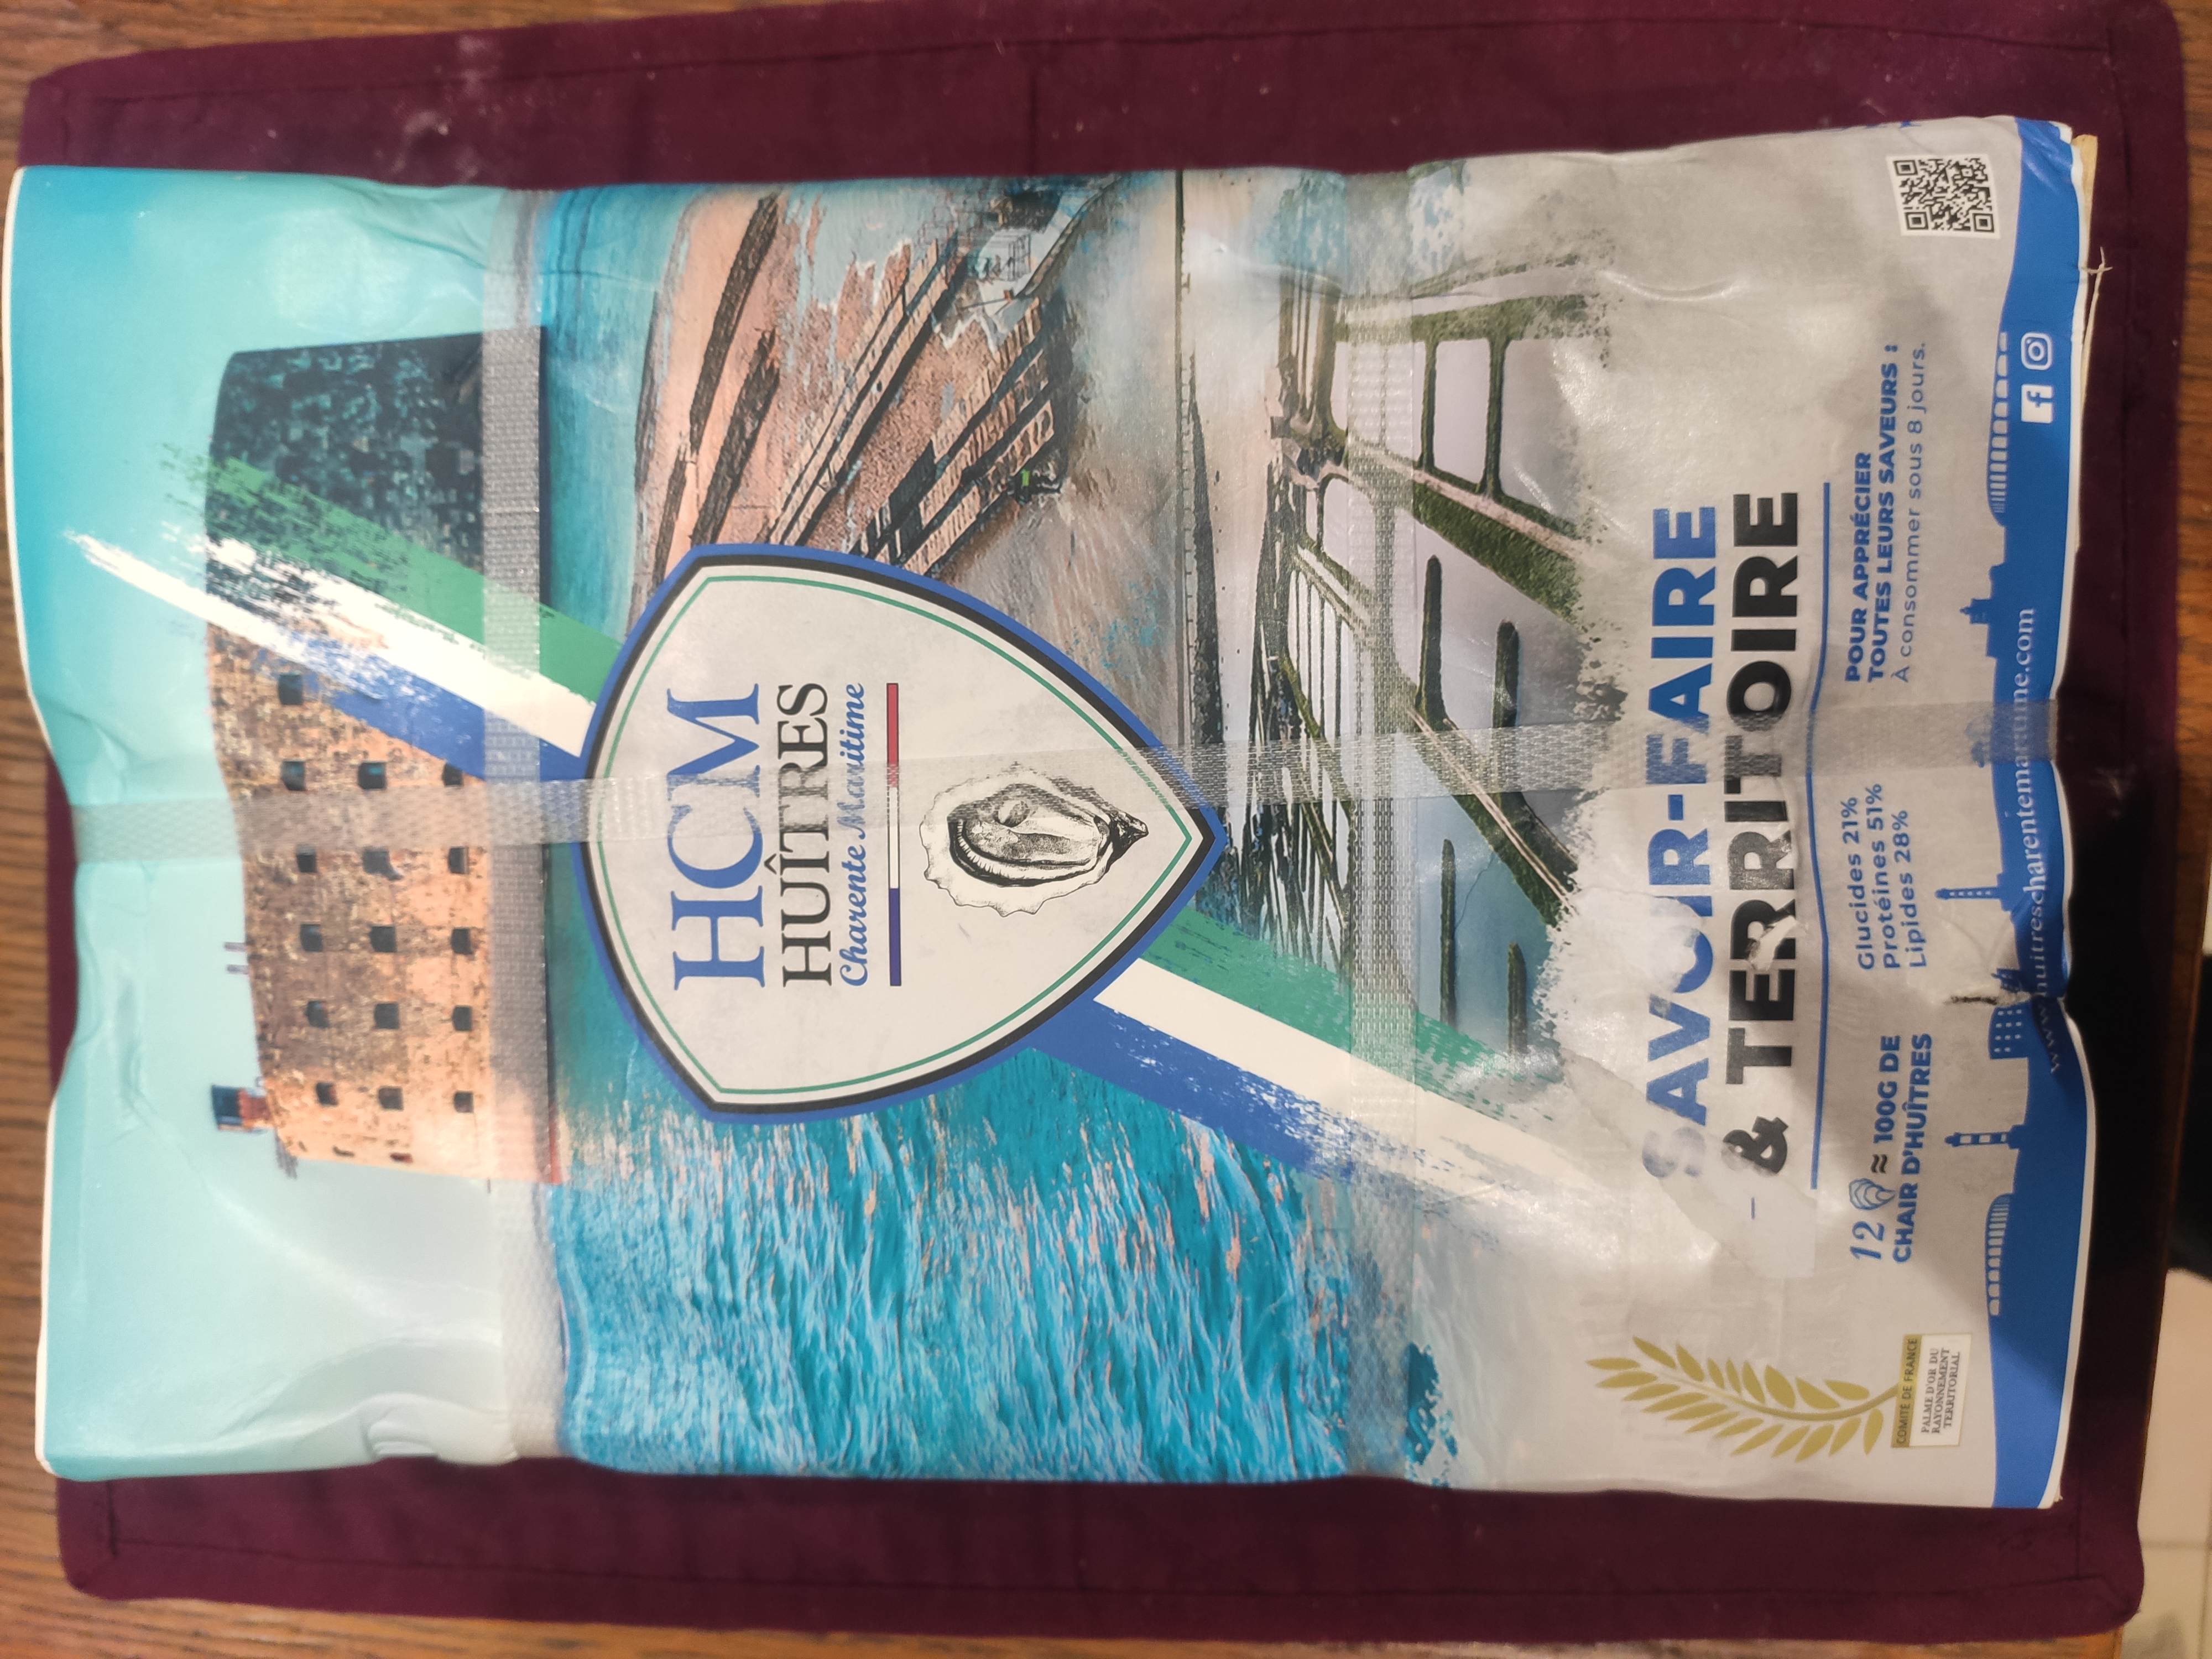 HCM
HUÎTRES
Charente Maritime
SAVOIR-FAIRE
& TERRITOIRE
12 ≈ 100G DE
CHAIR D'HUÎTRES
Glucides 21%
Protéines 51%
Lipides 28%
POUR APPRÉCIER
TOUTES LEURS SAVEURS :
À consommer sous 8 jours.
COMITÉ DE FRANCE
PALME D'OR DU
RAYONNEMENT
TERRITORIAL
www.huitrescharentemaritime.com